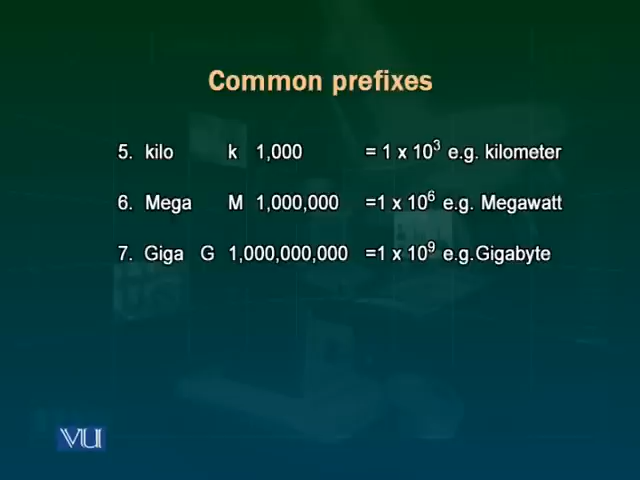 Common prefixes
5. kilo k 1,000 = 1 x 10³ e.g. kilometer
6. Mega M 1,000,000 =1 x 10⁶ e.g. Megawatt
7. Giga G 1,000,000,000 =1 x 10⁹ e.g.Gigabyte
VU